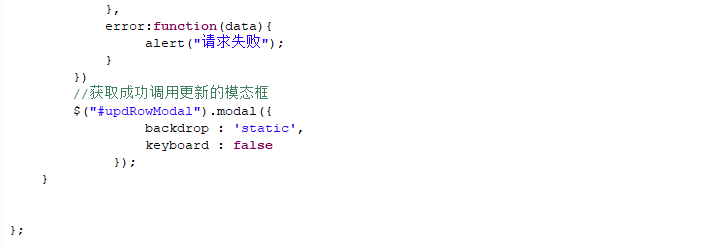 },
error:function(data){
alert("请求失败");
}
})
//获取成功调用更新的模态框
$("#updRowModal").modal({
backdrop : 'static',
keyboard : false
});
}
};